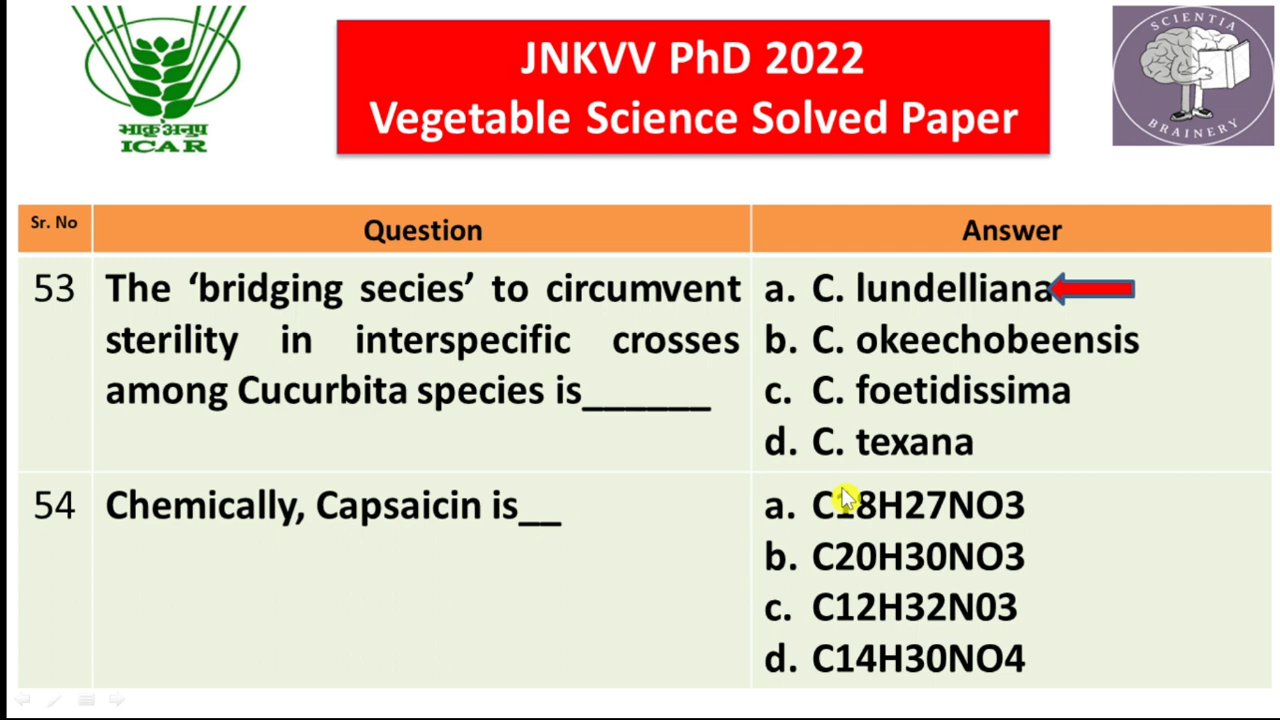 भाकृअनुप
ICAR
JNKVV PhD 2022
Vegetable Science Solved Paper
SCIENTIA
BRAINERY
Sr. No
Question
Answer
53
The ‘bridging secies’ to circumvent
sterility in interspecific crosses
among Cucurbita species is______
a. C. lundelliana
b. C. okeechobeensis
c. C. foetidissima
d. C. texana
54
Chemically, Capsaicin is__
a. C18H27NO3
b. C20H30NO3
c. C12H32N03
d. C14H30NO4